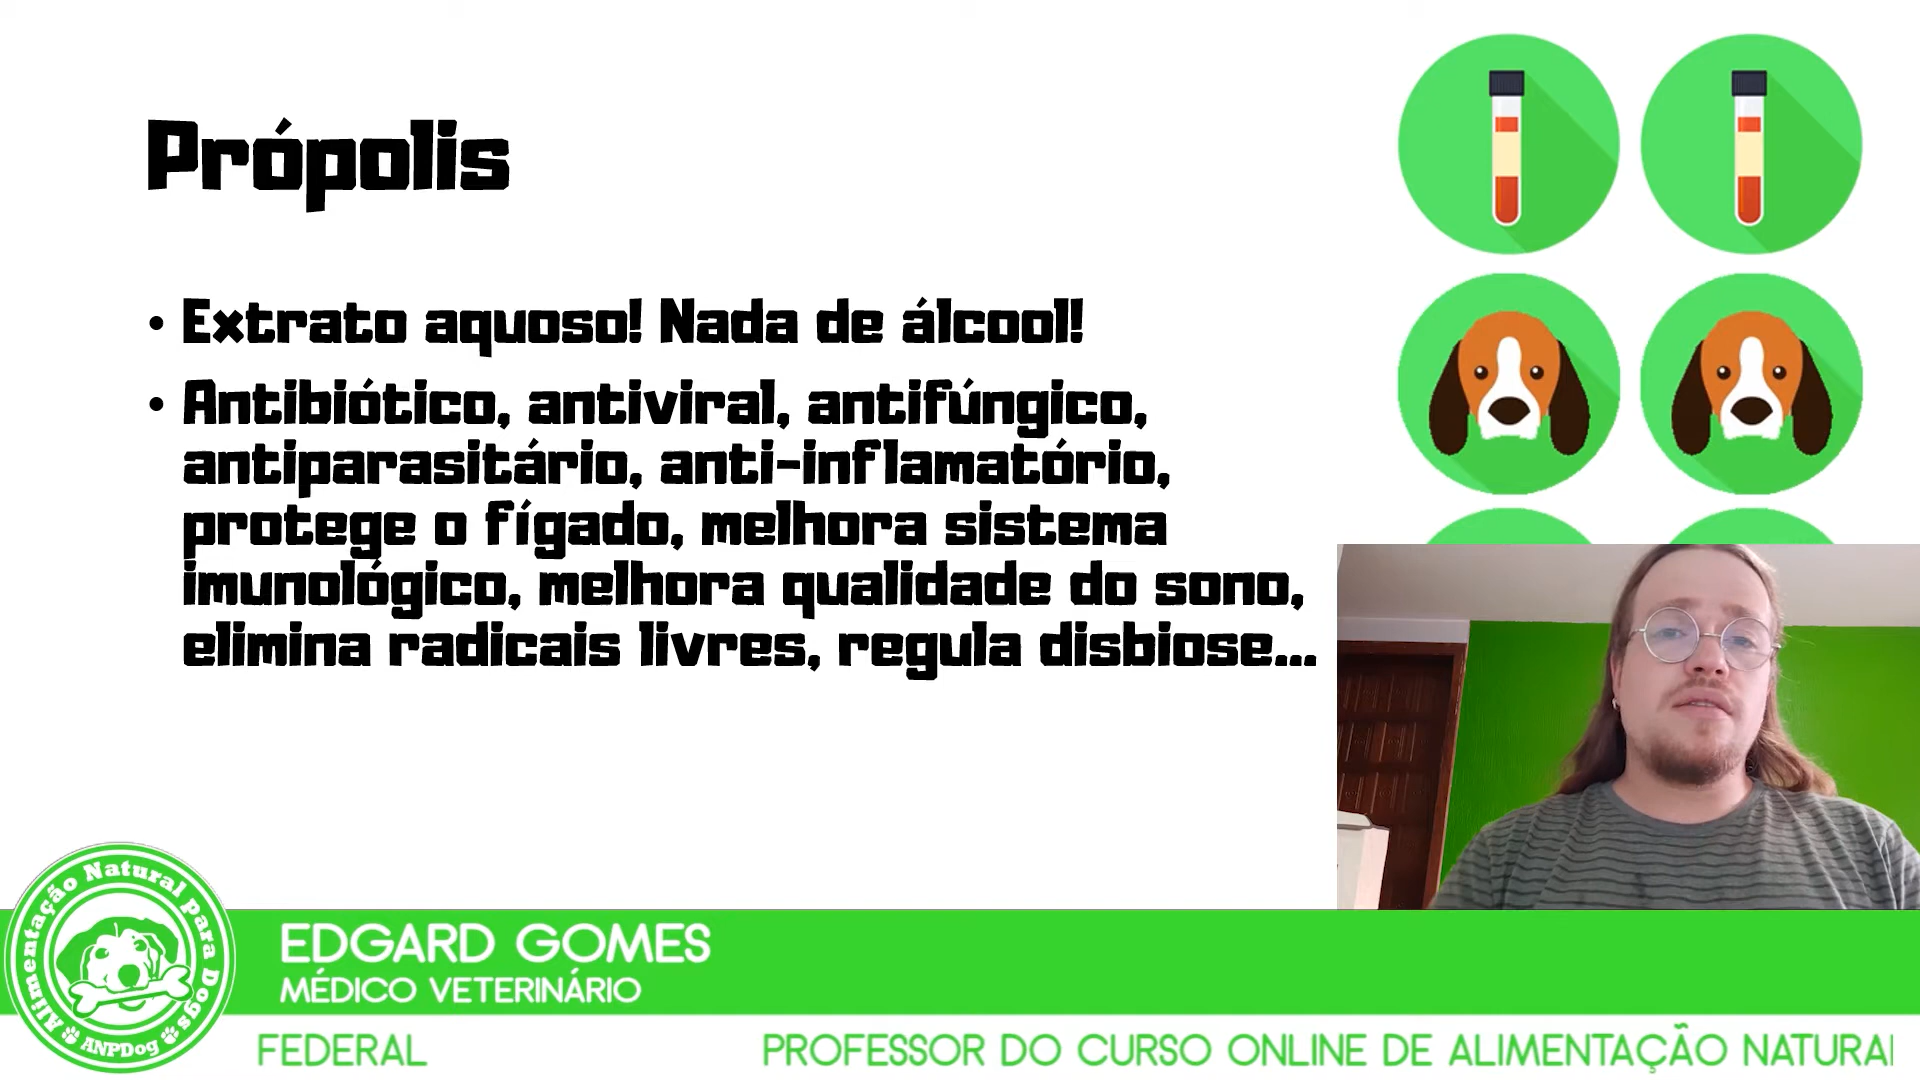 Própolis
• Extrato aquoso! Nada de álcool!
• Antibiótico, antiviral, antifúngico,
antiparasitário, anti-inflamatório,
protege o fígado, melhora sistema
imunológico, melhora qualidade do sono,
elimina radicais livres, regula disbiose...
Alimentação Natural para Dogs
ANPDog
EDGARD GOMES
MÉDICO VETERINÁRIO
FEDERAL PROFESSOR DO CURSO ONLINE DE ALIMENTAÇÃO NATURA